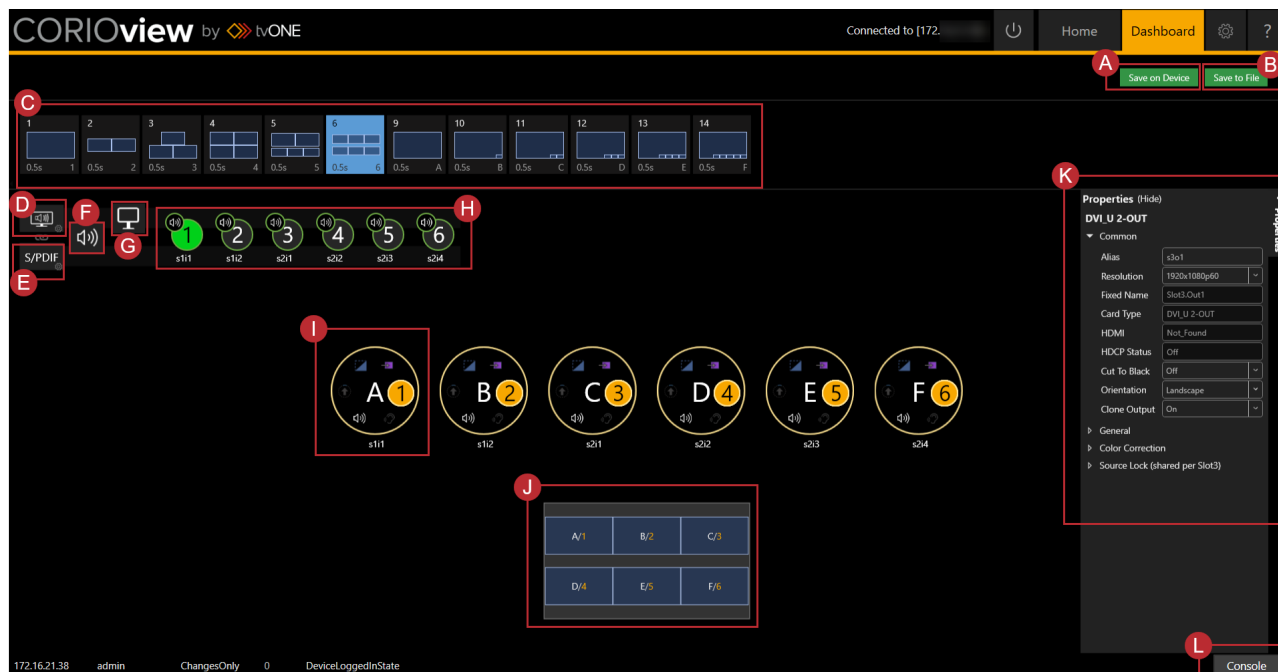 CORIOview by tvONE
Connected to [172.
Home
Dashboard
?
A
B
Save on Device
Save to File
C
1 2 3 4 5 6 9 10 11 12 13 14
0.5s 1 0.5s 2 0.5s 3 0.5s 4 0.5s 5 0.5s 6 0.5s A 0.5s B 0.5s C 0.5s D 0.5s E 0.5s F
K
D
F
G
H
S/PDIF
E
1 2 3 4 5 6
s1i1 s1i2 s2i1 s2i2 s2i3 s2i4
Properties (Hide)
Properties
DVI_U 2-OUT
Common
Alias s3o1
Resolution 1920x1080p60
Fixed Name Slot3.Out1
Card Type DVI_U 2-OUT
HDMI Not_Found
HDCP Status Off
Cut To Black Off
Orientation Landscape
Clone Output On
General
Color Correction
Source Lock (shared per Slot3)
I
A 1 B 2 C 3 D 4 E 5 F 6
s1i1 s1i2 s2i1 s2i2 s2i3 s2i4
J
A/1 B/2 C/3
D/4 E/5 F/6
L
172.16.21.38 admin ChangesOnly 0 DeviceLoggedInState
Console